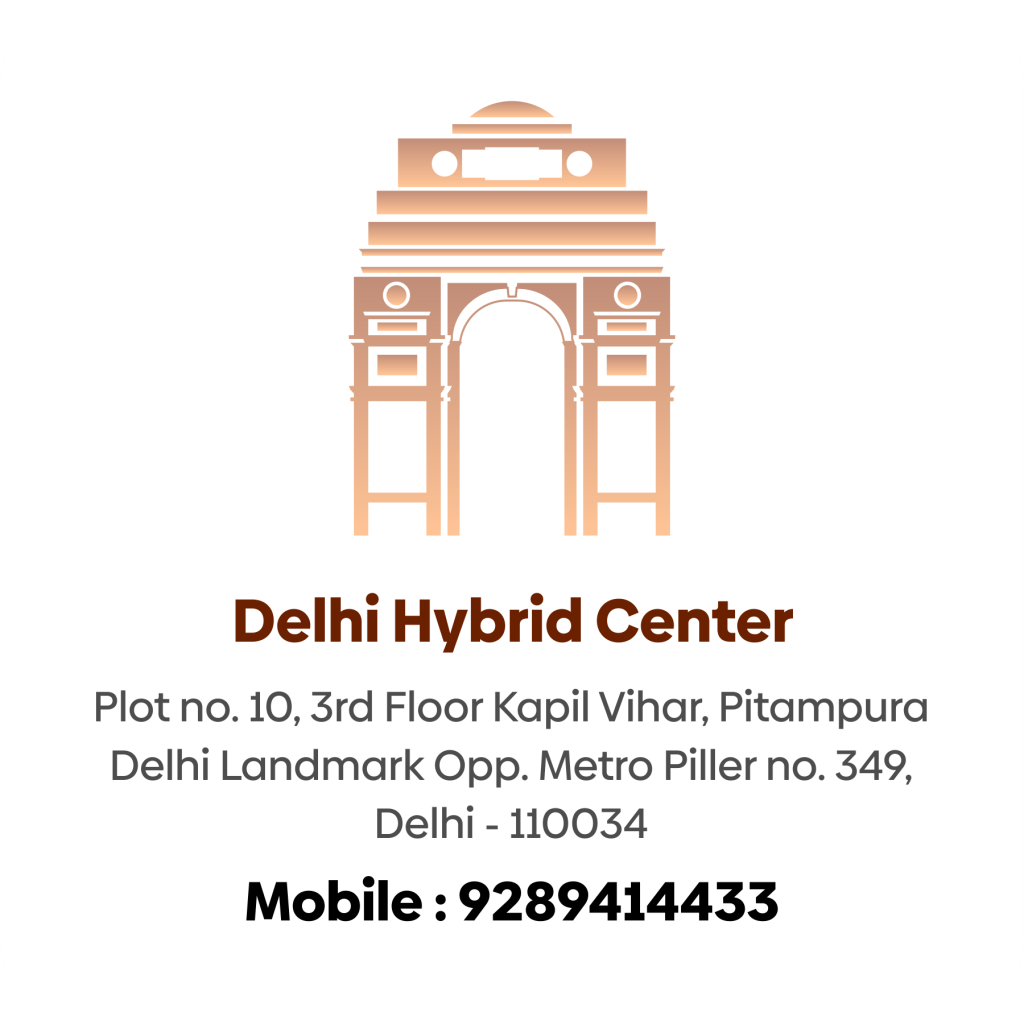 Delhi Hybrid Center
Plot no. 10, 3rd Floor Kapil Vihar, Pitampura
Delhi Landmark Opp. Metro Piller no. 349,
Delhi - 110034
Mobile : 9289414433